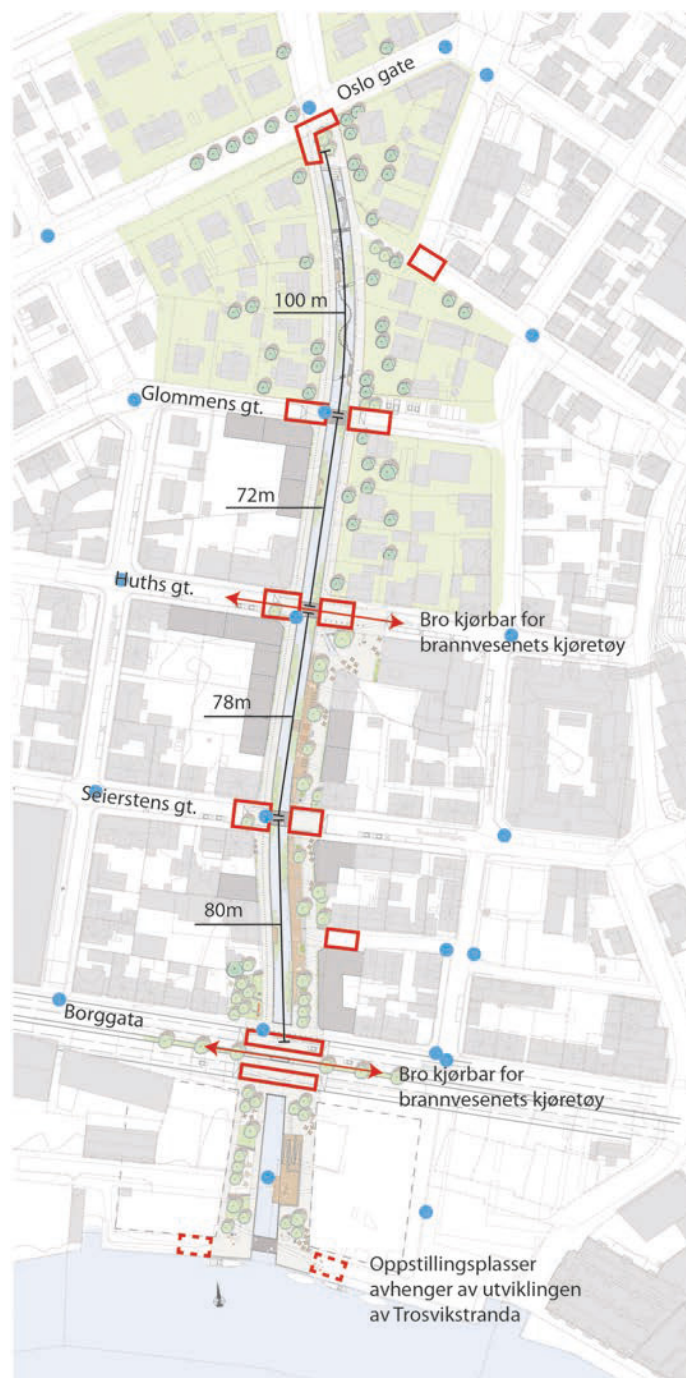 Oslo gate
100 m
Glommens gt.
72m
Huths gt.
Bro kjørbar for
brannvesenets kjøretøy
78m
Seierstens gt.
80m
Borggata
Bro kjørbar for
brannvesenets kjøretøy
Oppstillingsplasser
avhenger av utviklingen
av Trosvikstranda